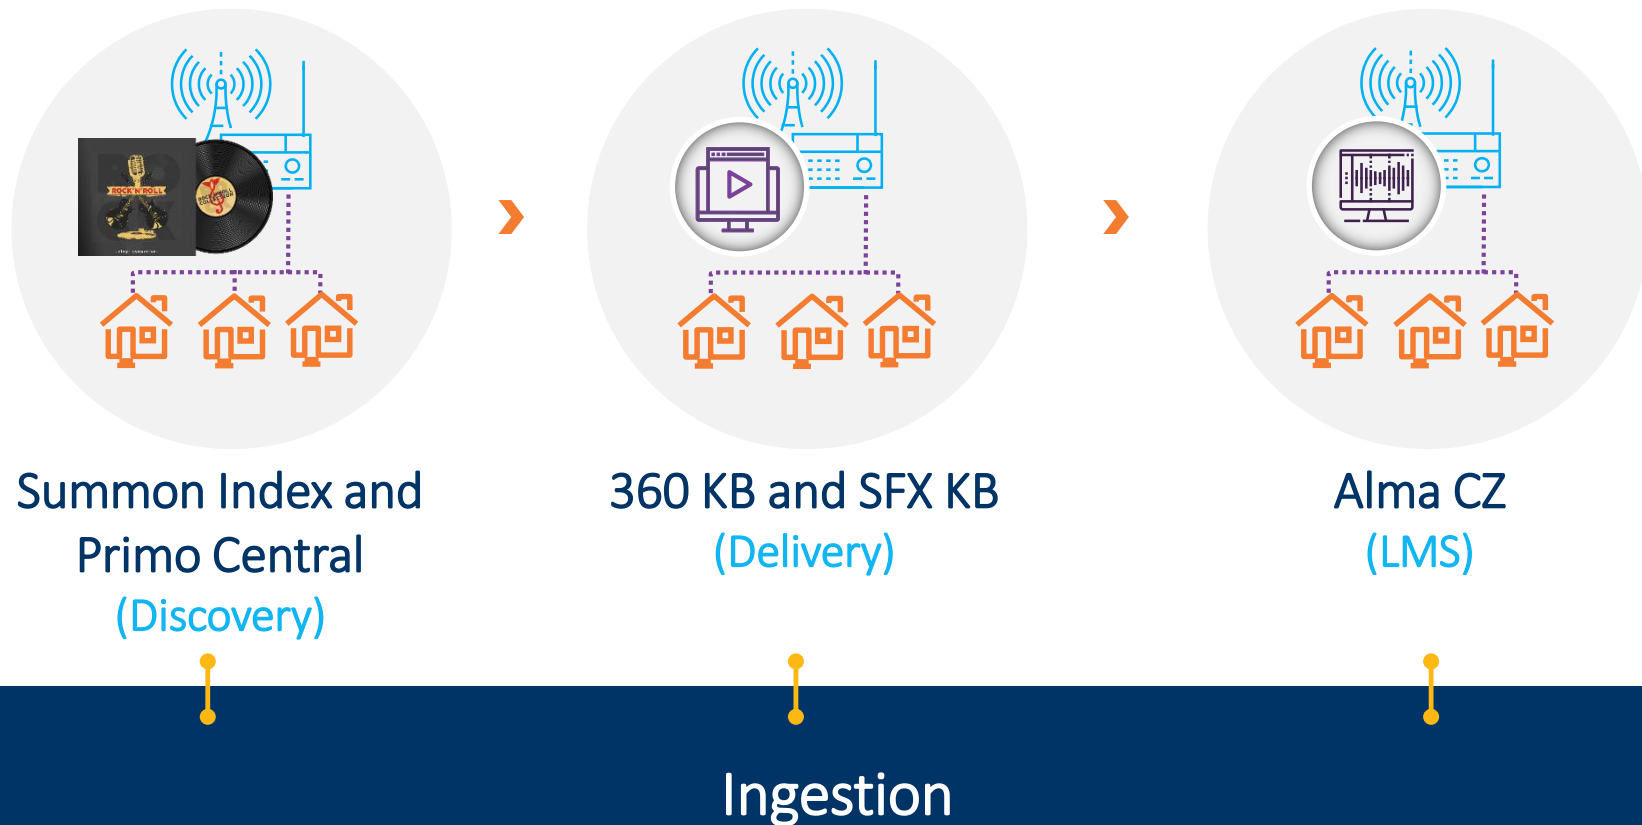 ROCK'N'ROLL
Summon Index and
Primo Central
(Discovery)
360 KB and SFX KB
(Delivery)
Alma CZ
(LMS)
Ingestion